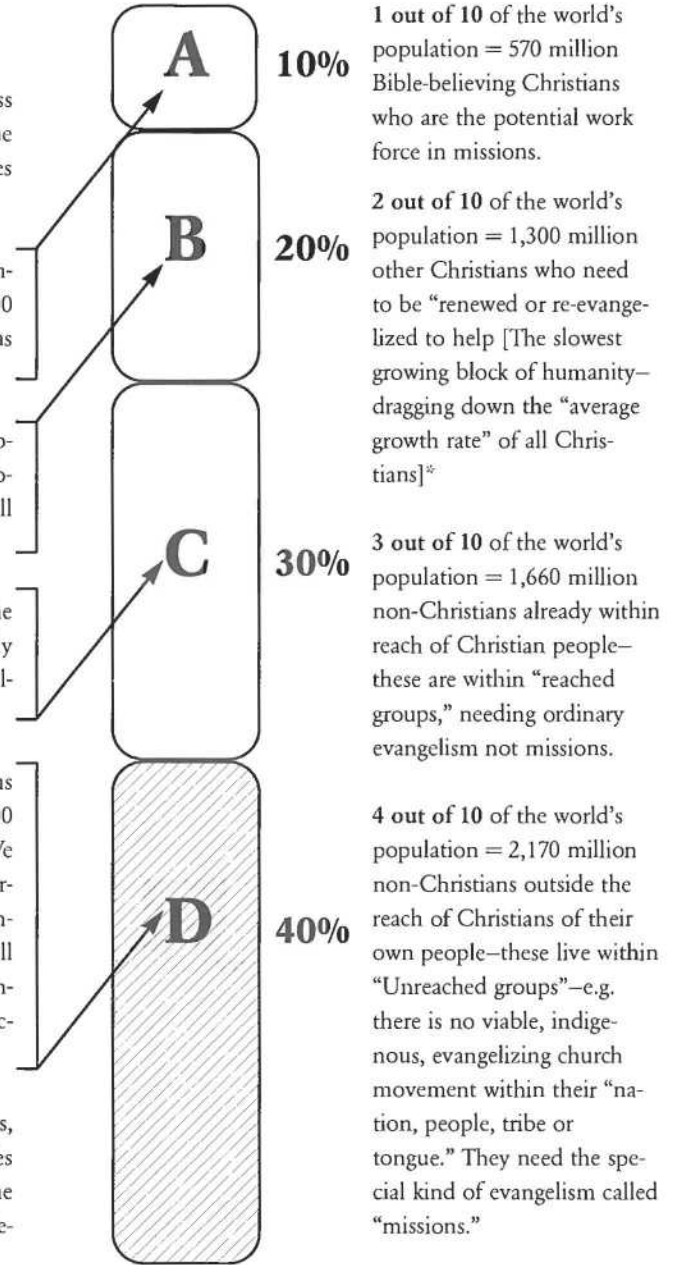 A
10%
1 out of 10 of the world's
population = 570 million
Bible-believing Christians
who are the potential work
force in missions.
B
20%
2 out of 10 of the world's
population = 1,300 million
other Christians who need
to be “renewed or re-evange-
lized to help [The slowest
growing block of humanity–
dragging down the “average
growth rate” of all Chris-
tians]*
C
30%
3 out of 10 of the world's
population = 1,660 million
non-Christians already within
reach of Christian people–
these are within “reached
groups,” needing ordinary
evangelism not missions.
D
40%
4 out of 10 of the world's
population = 2,170 million
non-Christians outside the
reach of Christians of their
own people–these live within
“Unreached groups”–e.g.
there is no viable, indige-
nous, evangelizing church
movement within their “na-
tion, people, tribe or
tongue.” They need the spe-
cial kind of evangelism called
“missions.”